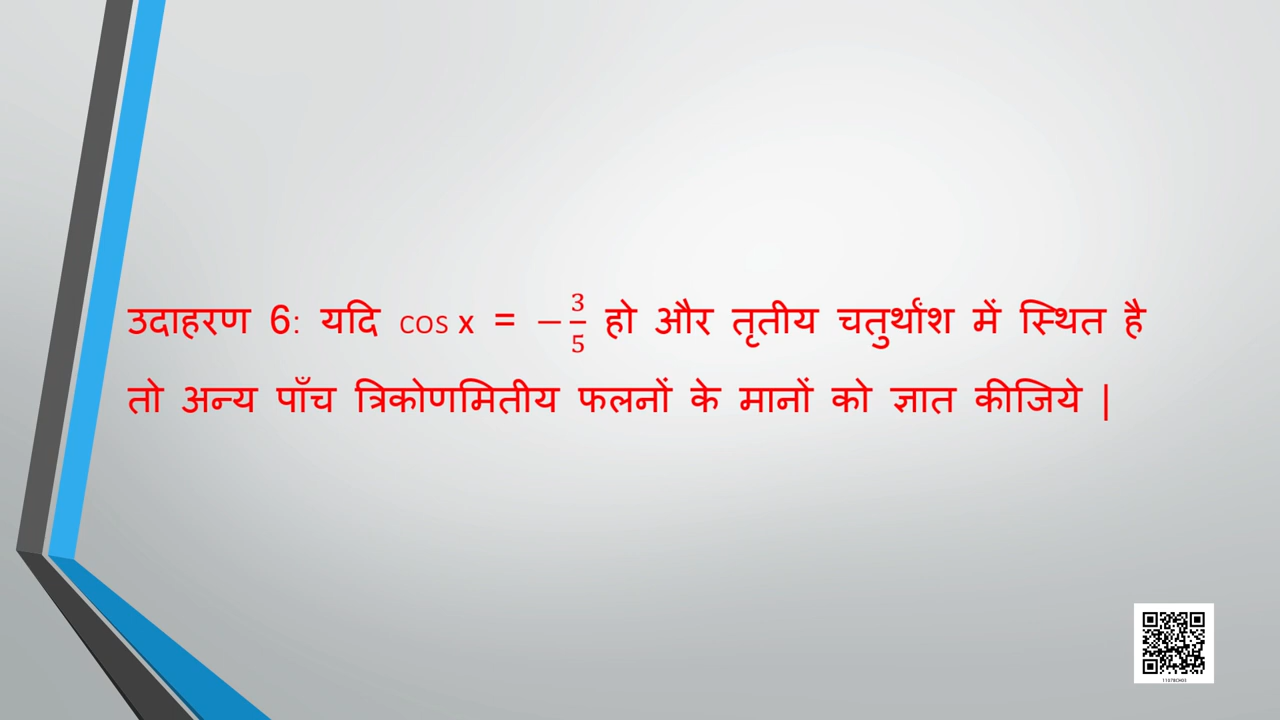 उदाहरण 6: यदि cos x = −3/5 हो और तृतीय चतुर्थांश में स्थित है
तो अन्य पाँच त्रिकोणमितीय फलनों के मानों को ज्ञात कीजिये |